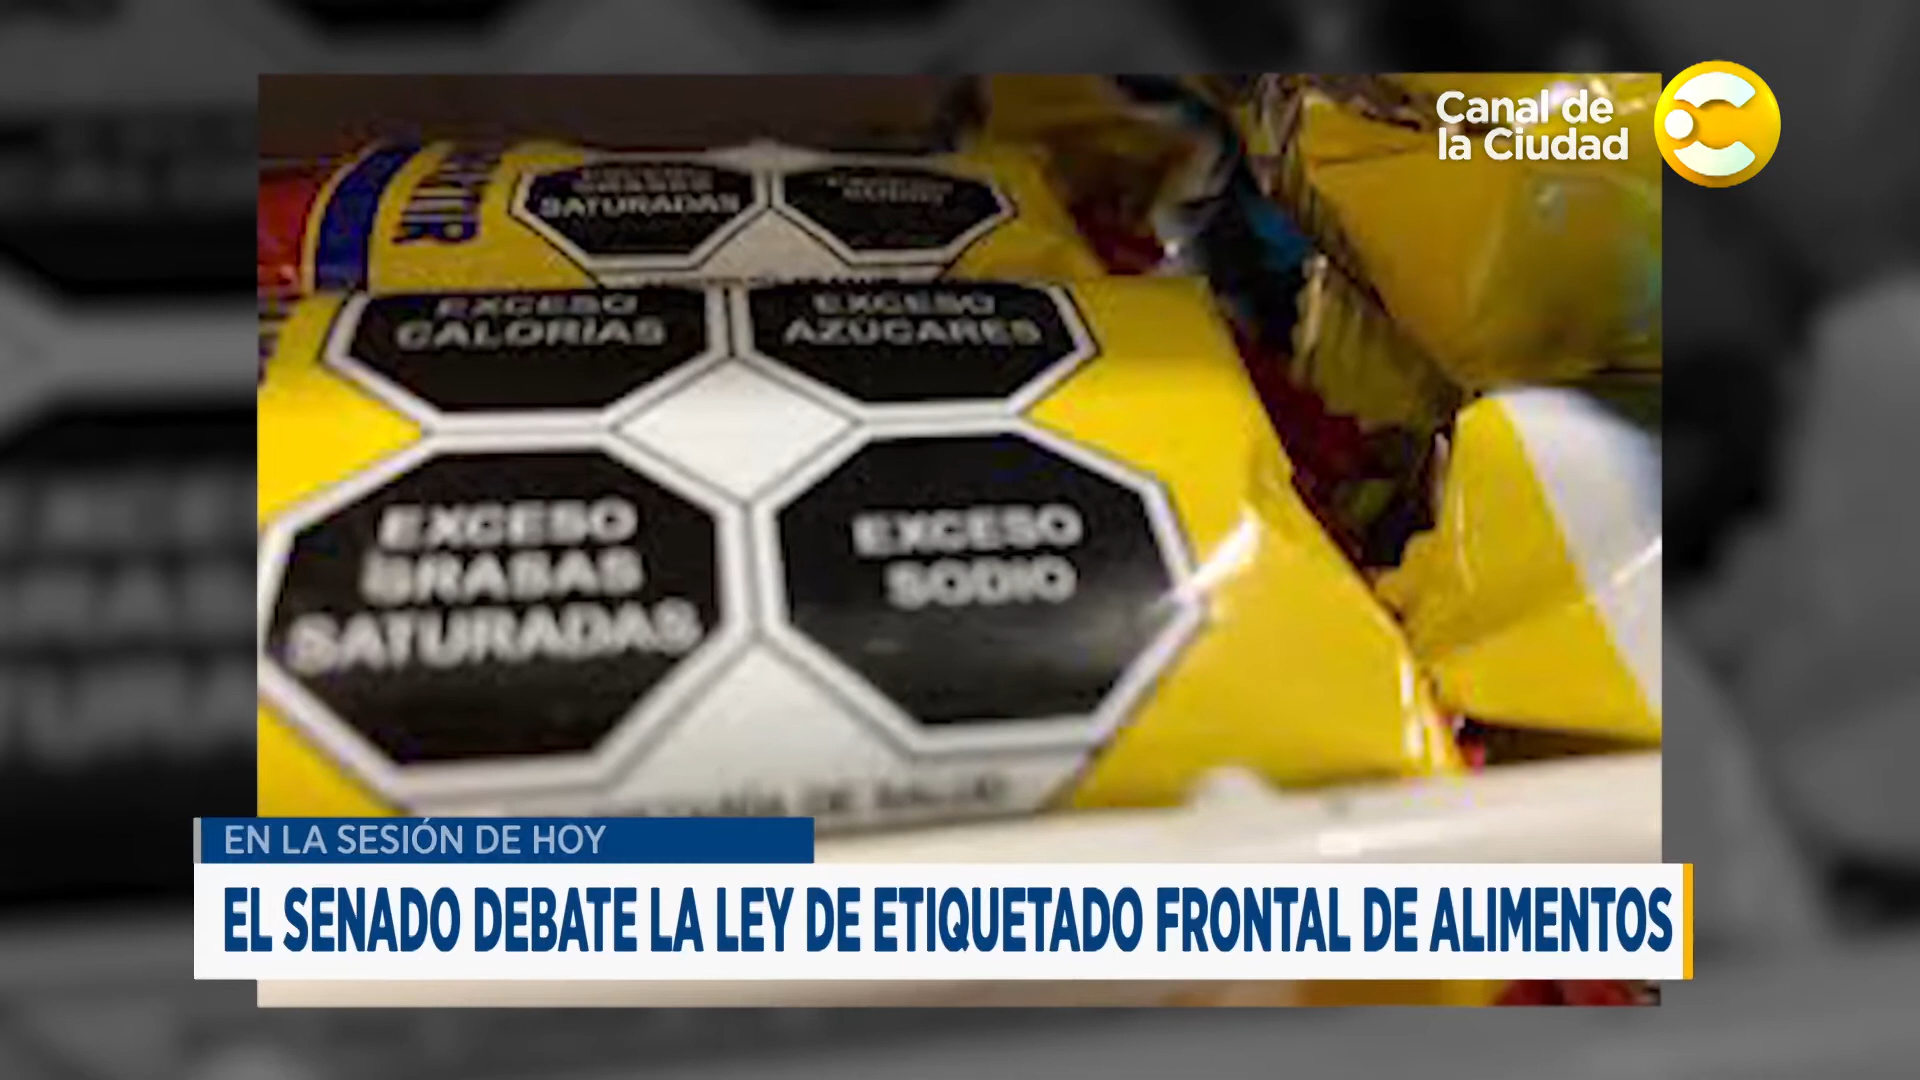 Canal de
la Ciudad
SATURADAS
EXCESO
CALORÍAS
EXCESO
AZÚCARES
EXCESO
GRASAS
SATURADAS
EXCESO
SODIO
EN LA SESIÓN DE HOY
EL SENADO DEBATE LA LEY DE ETIQUETADO FRONTAL DE ALIMENTOS